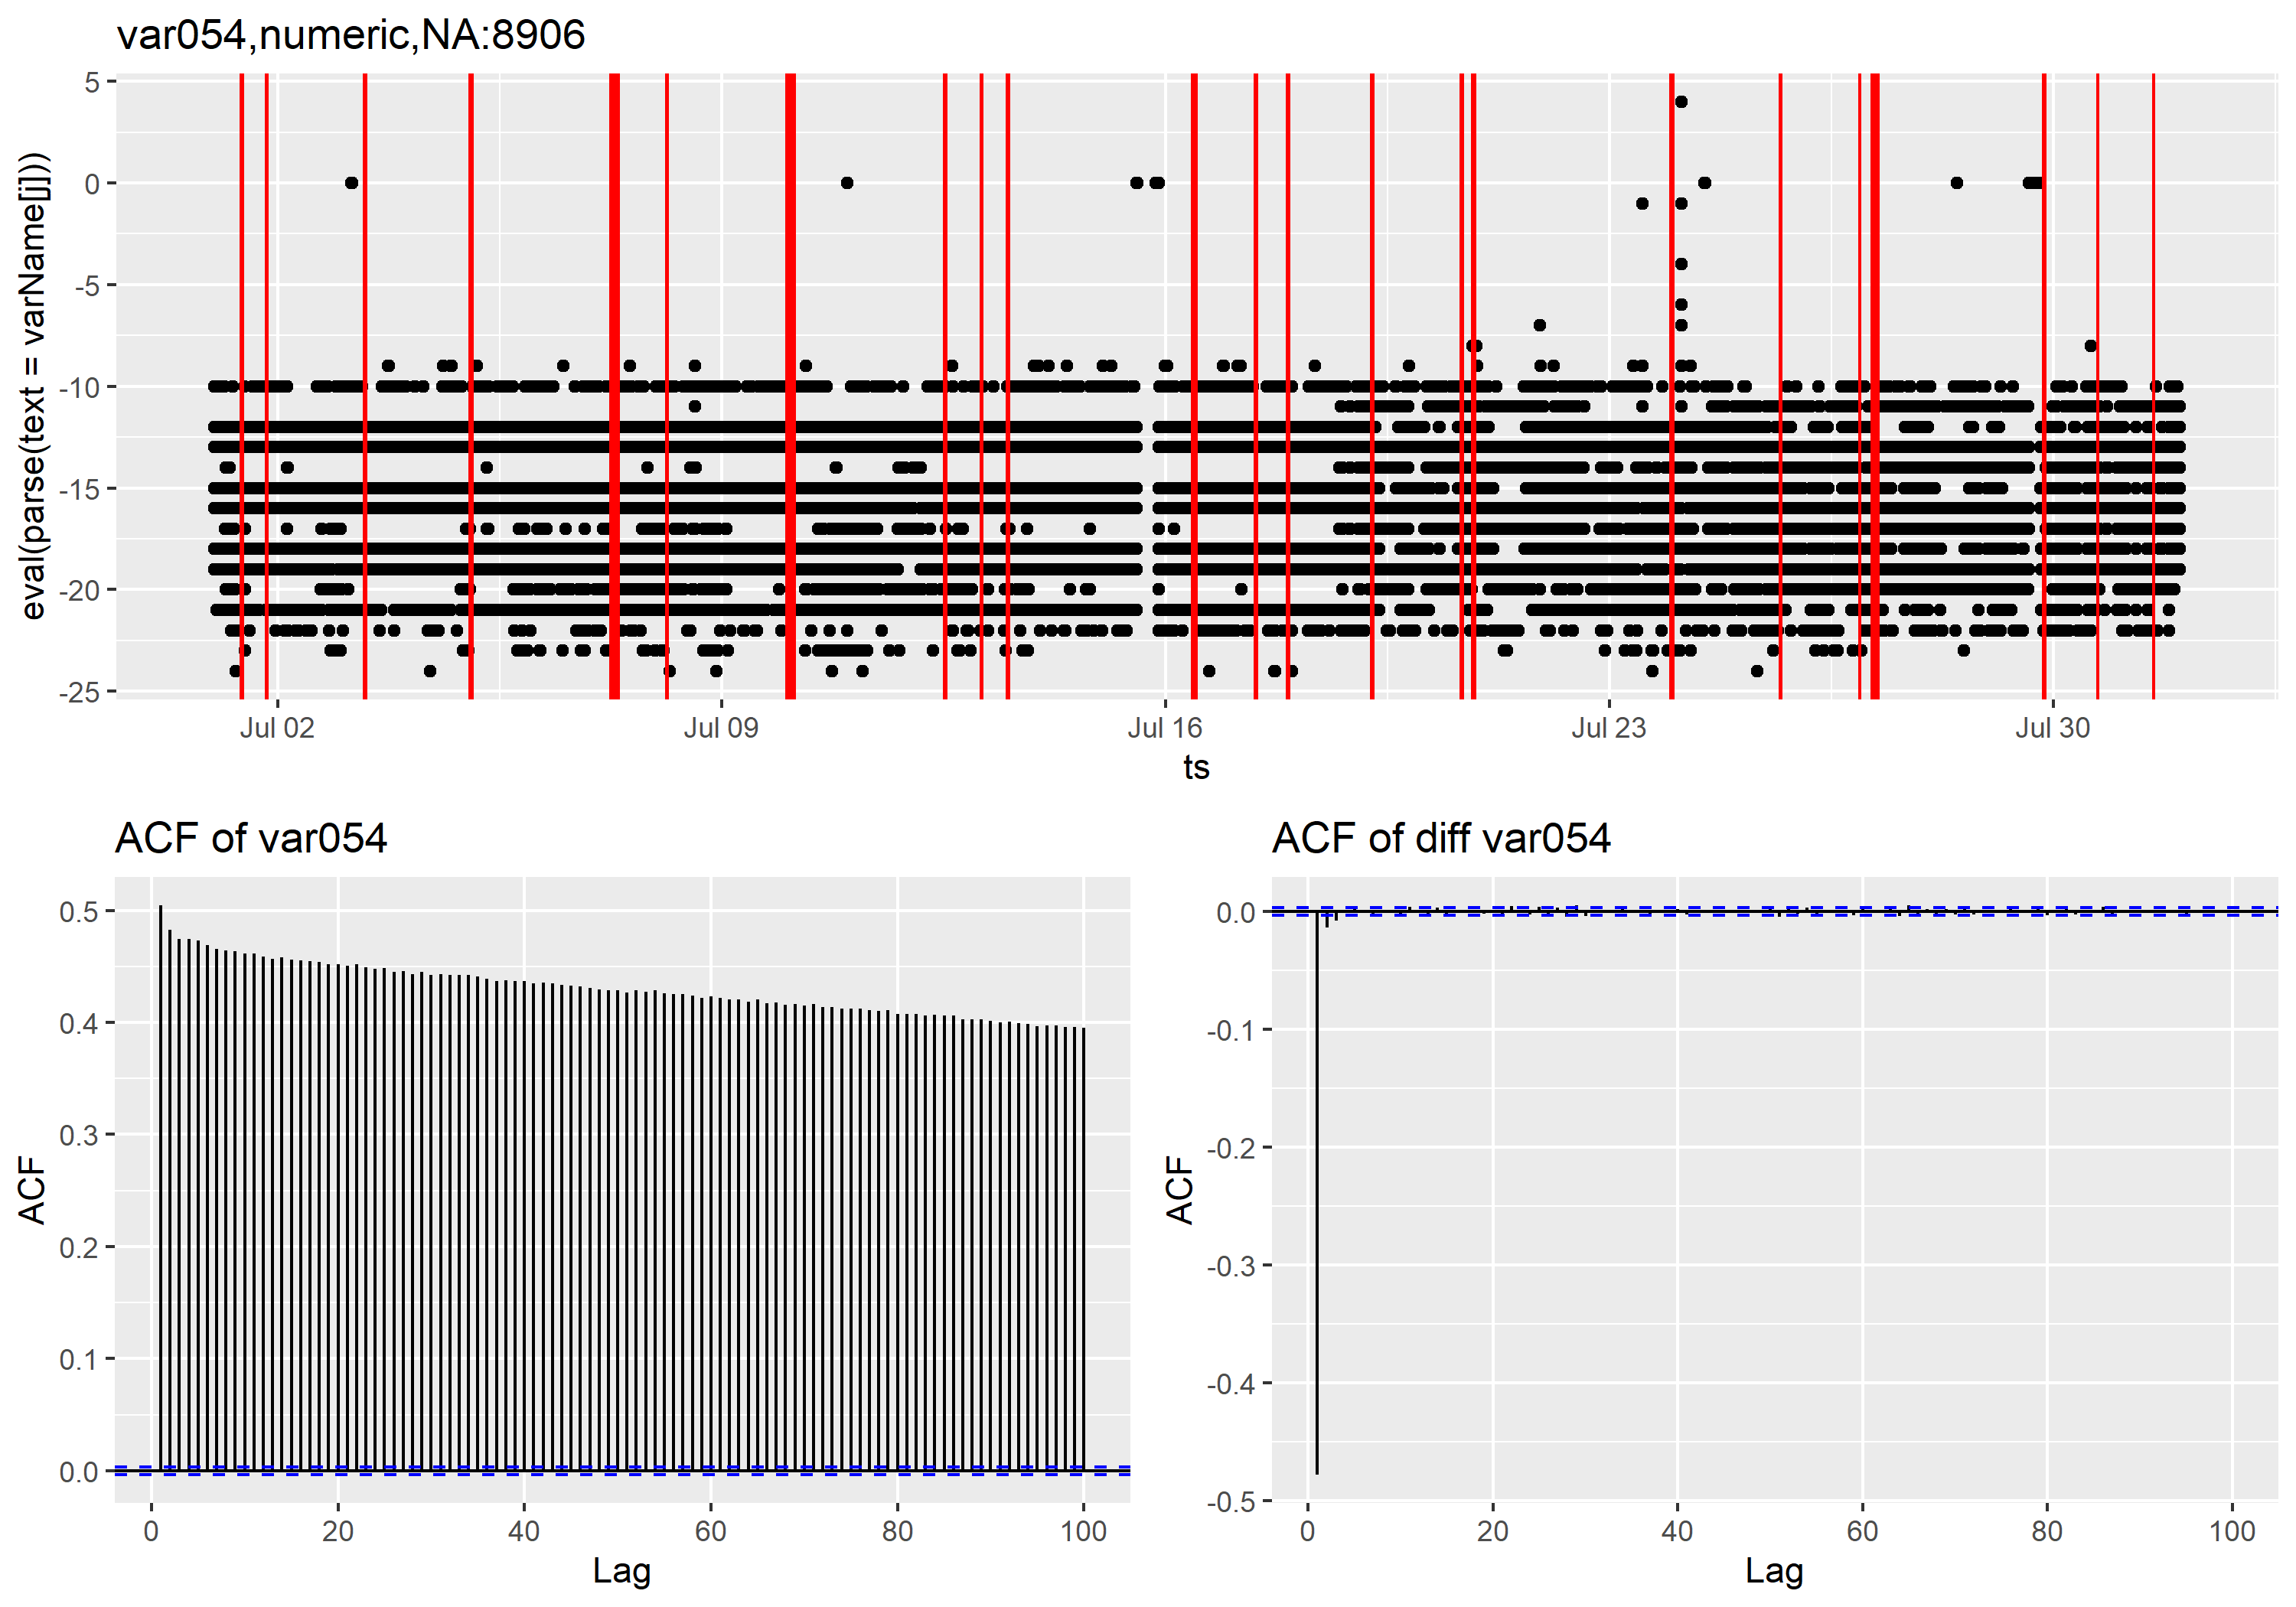 var054,numeric,NA:8906
eval(parse(text = varName[j]))
5
0
-5
-10
-15
-20
-25
Jul 02
Jul 09
Jul 16
Jul 23
Jul 30
ts
ACF of var054
ACF
0.5
0.4
0.3
0.2
0.1
0.0
0
20
40
60
80
100
Lag
ACF of diff var054
ACF
0.0
-0.1
-0.2
-0.3
-0.4
-0.5
0
20
40
60
80
100
Lag